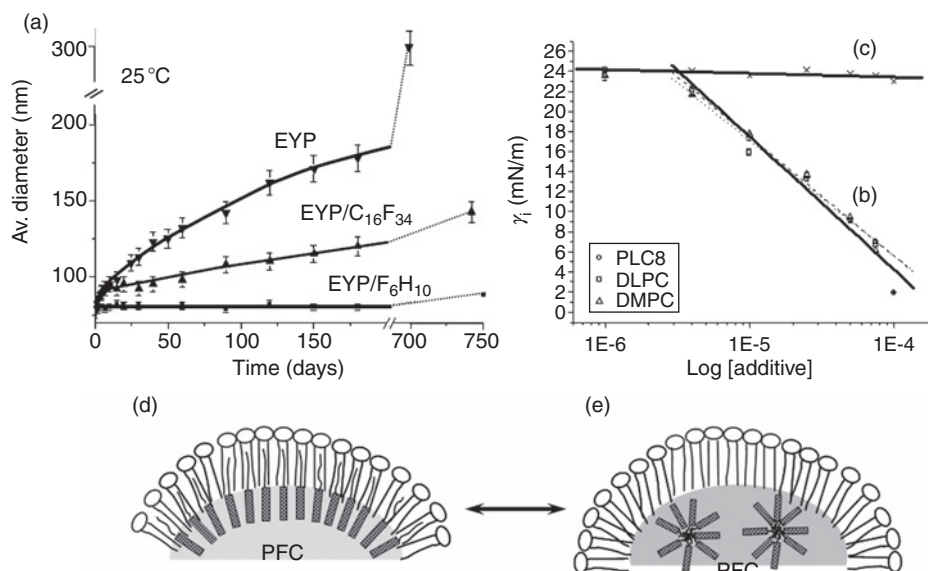 (a)
300
25 °C
200
150
100
Av. diameter (nm)
EYP
EYP/C₁₆F₃₄
EYP/F₆H₁₀
0 50 100 150 700 750
Time (days)
(c)
(b)
26
24
22
20
18
16
14
12
10
8
6
4
2
0
γᵢ (mN/m)
PLC8
DLPC
DMPC
1E-6 1E-5 1E-4
Log [additive]
(d)
PFC
(e)
PFC